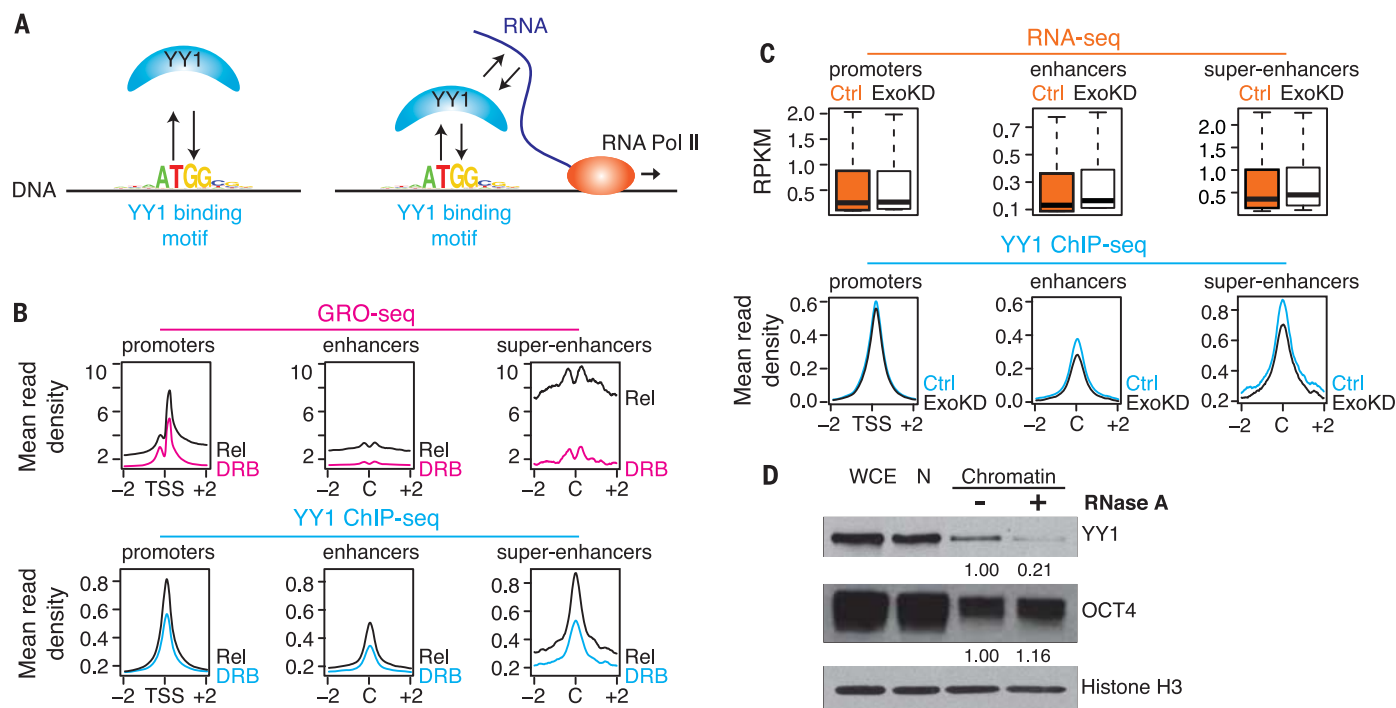 A
YY1
ATGG
DNA
YY1 binding
motif
RNA
YY1
ATGG
RNA Pol II
YY1 binding
motif
B
GRO-seq
promoters enhancers super-enhancers
Mean read
density
10
6
2
Rel
DRB
−2 TSS +2
10
6
2
Rel
DRB
−2 C +2
10
6
2
Rel
DRB
−2 C +2
YY1 ChIP-seq
promoters enhancers super-enhancers
Mean read
density
0.8
0.6
0.4
0.2
Rel
DRB
−2 TSS +2
0.8
0.6
0.4
0.2
Rel
DRB
−2 C +2
0.8
0.6
0.4
0.2
Rel
DRB
−2 C +2
C
RNA-seq
promoters enhancers super-enhancers
Ctrl ExoKD Ctrl ExoKD Ctrl ExoKD
RPKM
2.0
1.5
1.0
0.5
0.7
0.5
0.3
0.1
2.0
1.5
1.0
0.5
YY1 ChIP-seq
promoters enhancers super-enhancers
Mean read
density
0.6
0.4
0.2
0.0
Ctrl
ExoKD
−2 TSS +2
0.6
0.4
0.2
0.0
Ctrl
ExoKD
−2 C +2
0.8
0.6
0.4
0.2
Ctrl
ExoKD
−2 C +2
D
WCE N Chromatin
- + RNase A
YY1
1.00 0.21
OCT4
1.00 1.16
Histone H3